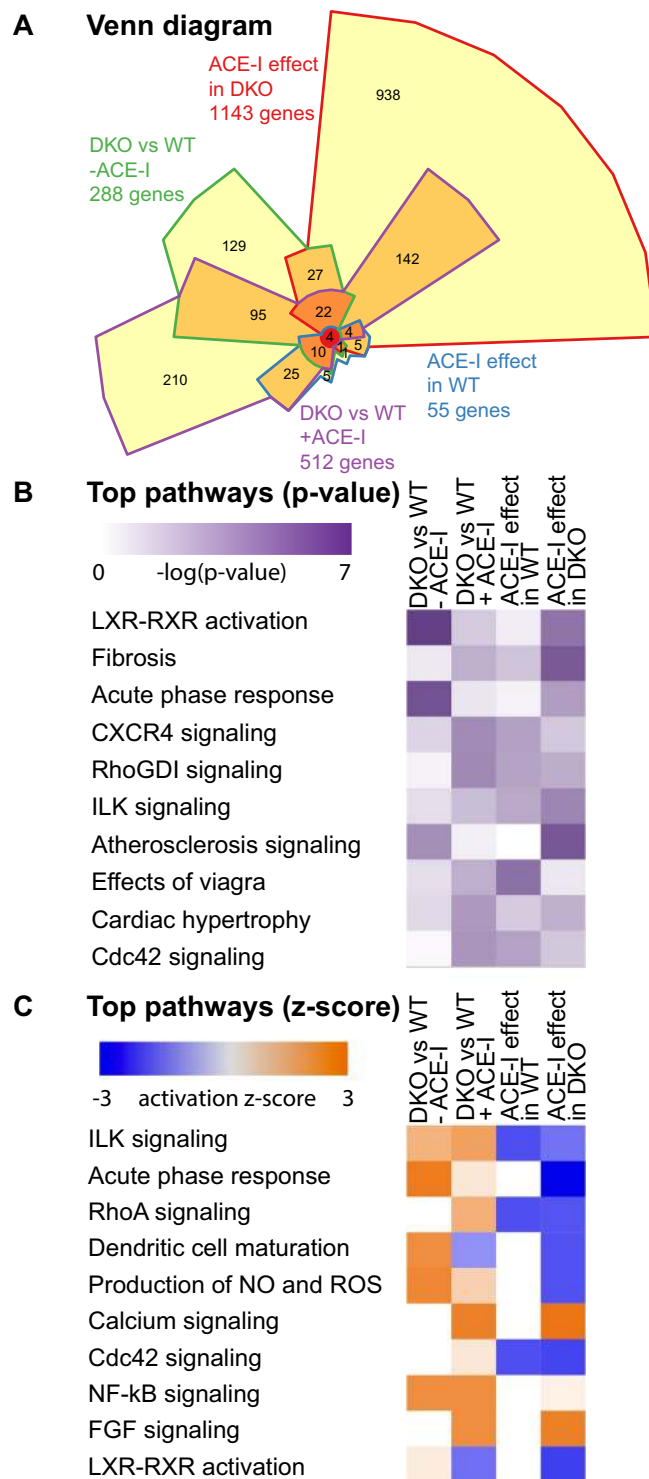 A Venn diagram
ACE-I effect
in DKO
1143 genes
938
DKO vs WT
-ACE-I
288 genes
129
27
142
95
22
4
4
1
5
1
10
25
5
210
ACE-I effect
in WT
55 genes
DKO vs WT
+ACE-I
512 genes
B Top pathways (p-value)
0 -log(p-value) 7
DKO vs WT
- ACE-I
DKO vs WT
+ ACE-I
ACE-I effect
in WT
ACE-I effect
in DKO
LXR-RXR activation
Fibrosis
Acute phase response
CXCR4 signaling
RhoGDI signaling
ILK signaling
Atherosclerosis signaling
Effects of viagra
Cardiac hypertrophy
Cdc42 signaling
C Top pathways (z-score)
-3 activation z-score 3
DKO vs WT
- ACE-I
DKO vs WT
+ ACE-I
ACE-I effect
in WT
ACE-I effect
in DKO
ILK signaling
Acute phase response
RhoA signaling
Dendritic cell maturation
Production of NO and ROS
Calcium signaling
Cdc42 signaling
NF-kB signaling
FGF signaling
LXR-RXR activation